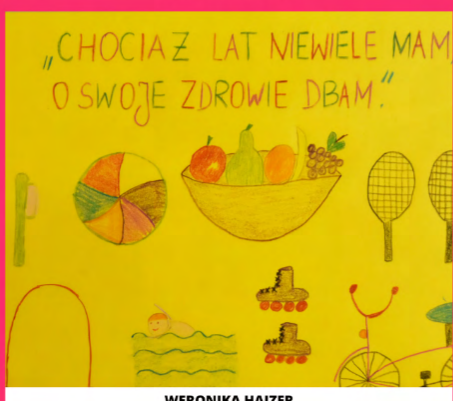 „CHOCIAŻ LAT NIEWIELE MAM,
O SWOJE ZDROWIE DBAM.”
WERONIKA HAJZER